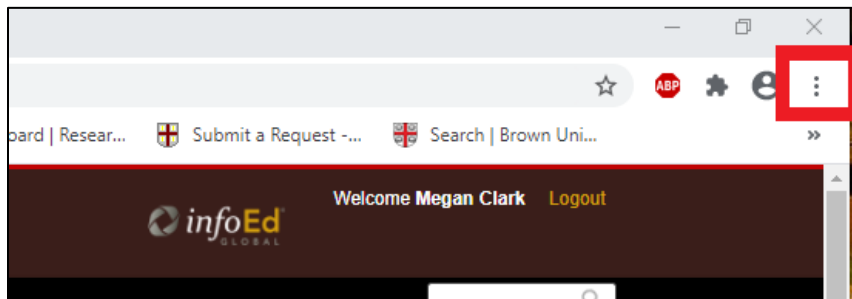 ABP
oard | Resear... Submit a Request -... Search | Brown Uni... »
Welcome Megan Clark Logout
infoEd
GLOBAL